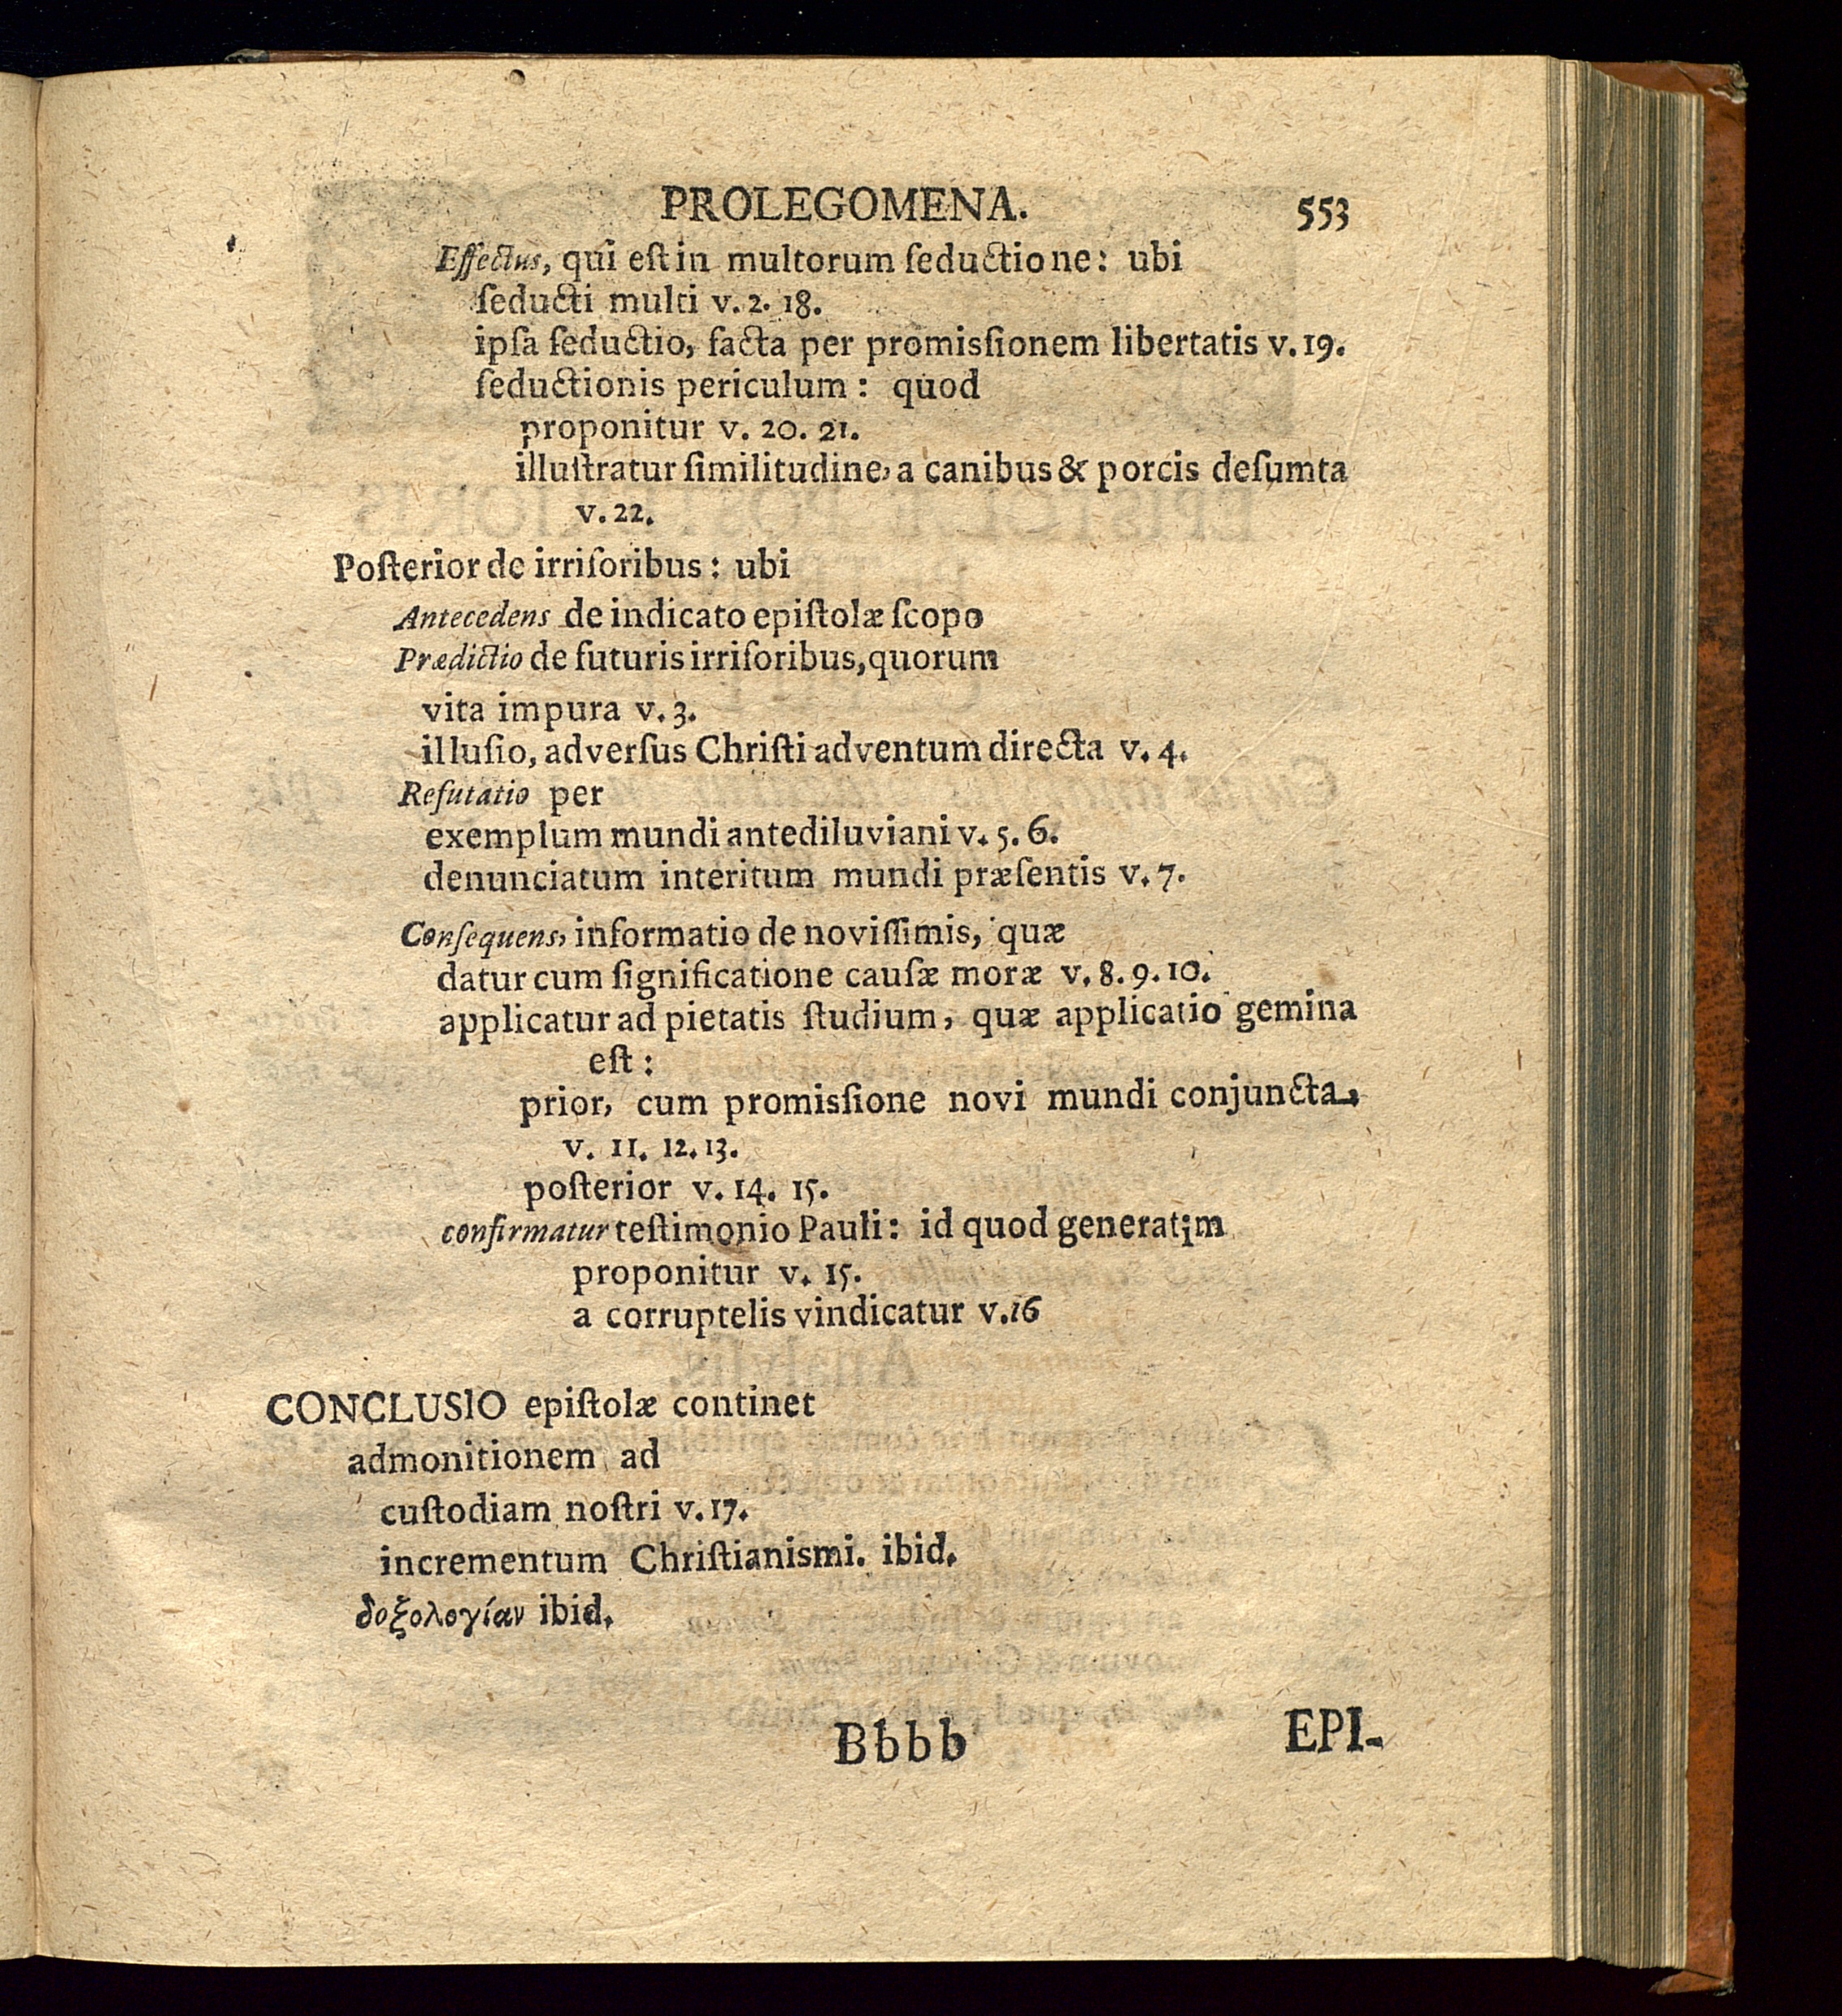 PROLEGOMENA. 553
Effectus, qui eſt in multorum ſeductione: ubi
ſeducti multi v. 2. 18.
ipſa ſeductio, facta per promisſionem libertatis v. 19.
ſeductionis periculum: quod
proponitur v. 20. 21.
illuſtratur ſimilitudine, a canibus & porcis deſumta
v. 22.
Poſterior de irriſoribus: ubi
Antecedens de indicato epiſtolæ ſcopo
Prædictio de futuris irriſoribus, quorum
vita impura v. 3.
illuſio, adverſus Chriſti adventum directa v. 4.
Refutatio per
exemplum mundi antediluviani v. 5. 6.
denunciatum interitum mundi præſentis v. 7.
Conſequens, informatio de noviſſimis, quæ
datur cum ſignificatione cauſæ moræ v. 8. 9. 10.
applicatur ad pietatis ſtudium, quæ applicatio gemina
eſt:
prior, cum promisſione novi mundi conjuncta,
v. 11. 12. 13.
poſterior v. 14. 15.
confirmatur teſtimonio Pauli: id quod generatim
proponitur v. 15.
a corruptelis vindicatur v. 16
CONCLUSIO epiſtolæ continet
admonitionem ad
cuſtodiam noſtri v. 17.
incrementum Chriſtianismi. ibid.
δοξολογίαν ibid.
Bbbb EPI-